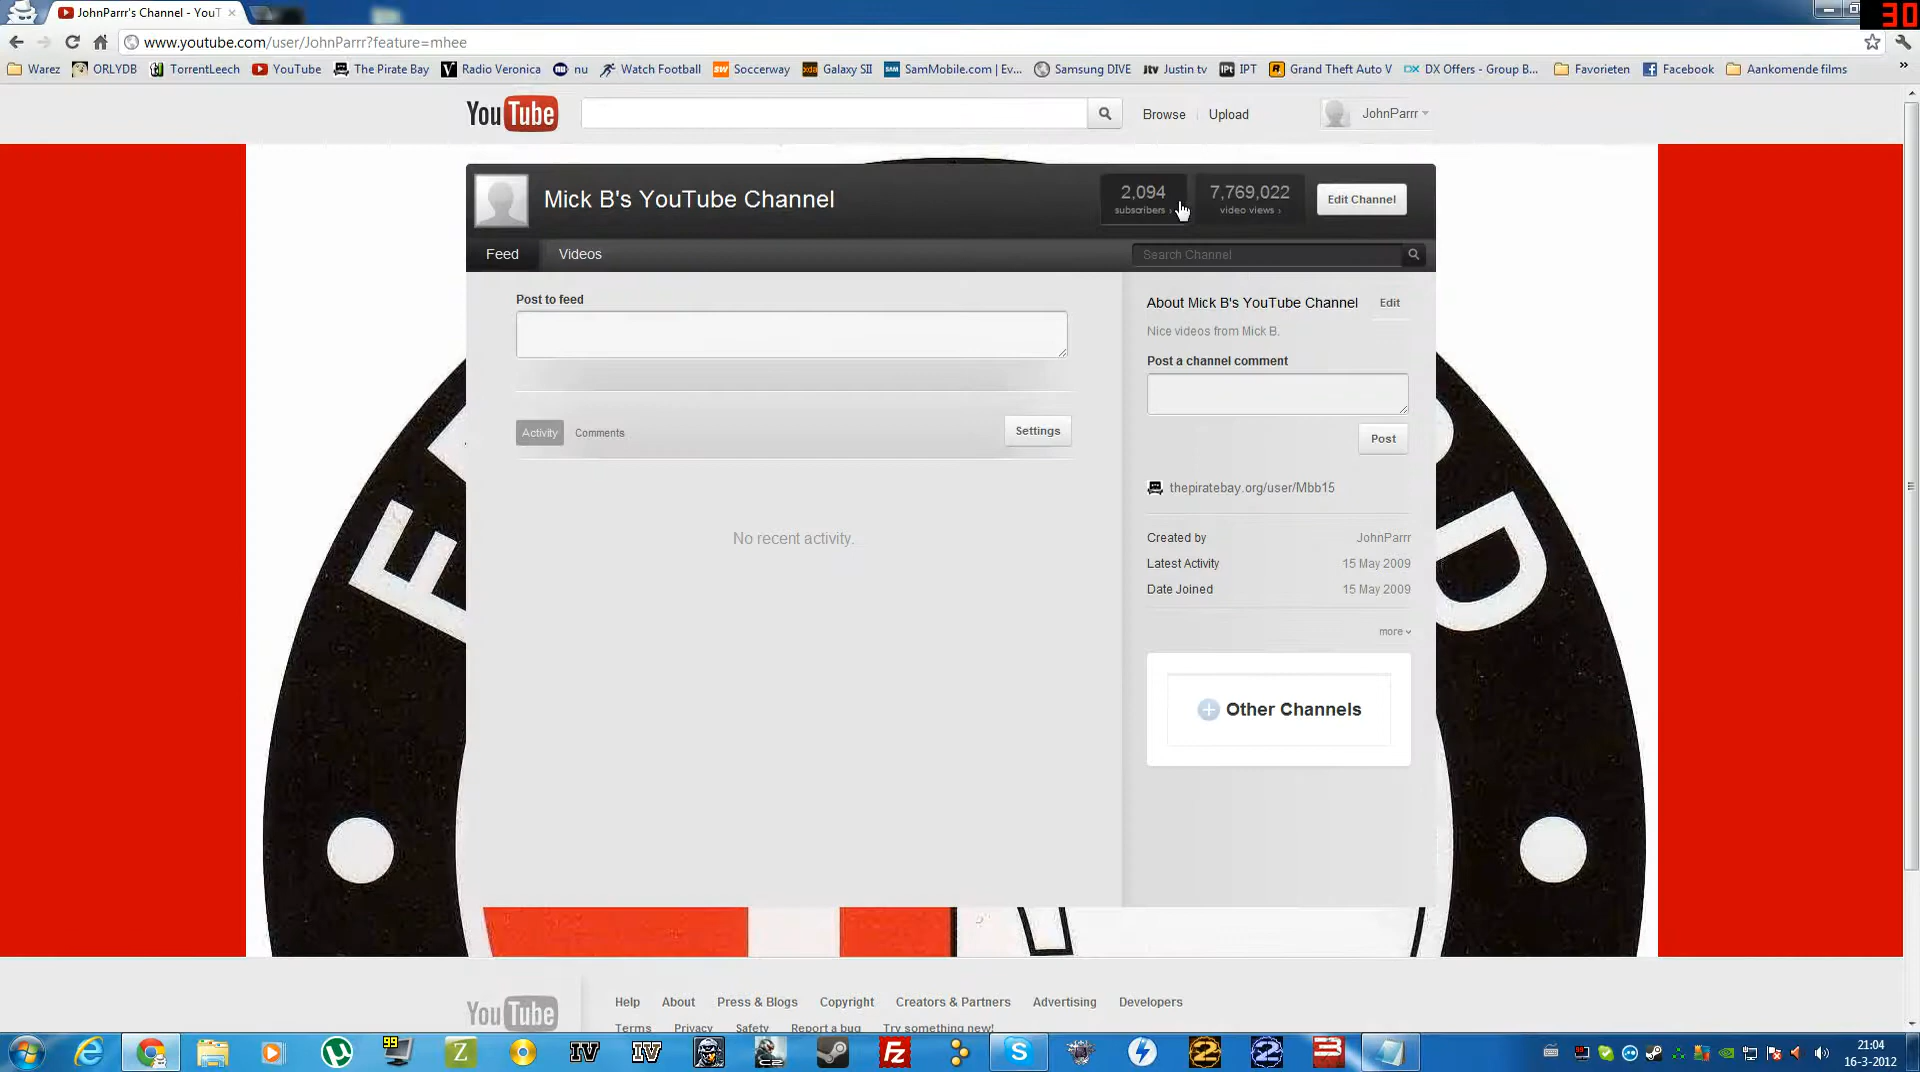 JohnParrr's Channel - YouT
30
www.youtube.com/user/JohnParrr?feature=mhee
Warez ORLYDB TorrentLeech YouTube The Pirate Bay Radio Veronica nu Watch Football Soccerway Galaxy SII SamMobile.com | Ev... Samsung DIVE Justin tv IPT Grand Theft Auto V DX Offers - Group B... Favorieten Facebook Aankomende films »
YouTube Browse Upload JohnParrr
Mick B's YouTube Channel
2,094 7,769,022 Edit Channel
subscribers › video views ›
Feed Videos Search Channel
Post to feed
About Mick B's YouTube Channel Edit
Nice videos from Mick B.
Post a channel comment
Activity Comments Settings
Post
thepiratebay.org/user/Mbb15
No recent activity.
Created by JohnParrr
Latest Activity 15 May 2009
Date Joined 15 May 2009
more
Other Channels
YouTube
Help About Press & Blogs Copyright Creators & Partners Advertising Developers
Terms Privacy Safety Report a bug Try something new!
99
21:04
16-3-2012